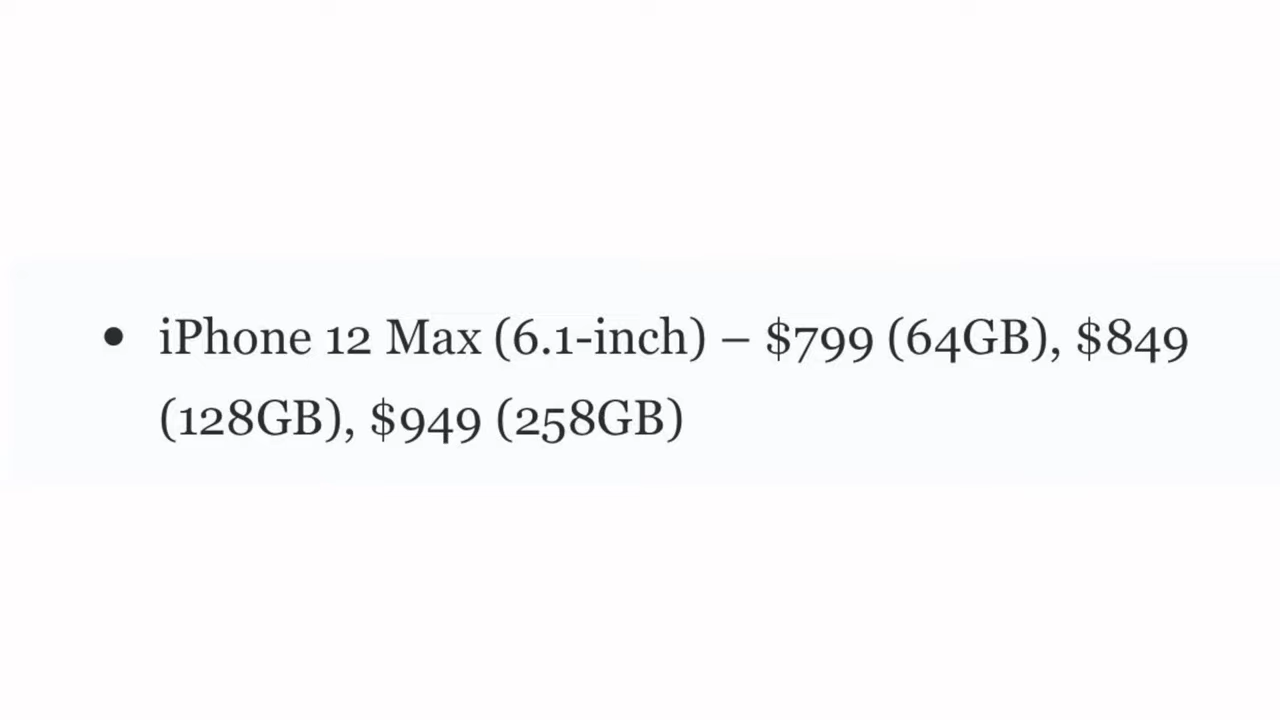 • iPhone 12 Max (6.1-inch) – $799 (64GB), $849
(128GB), $949 (258GB)